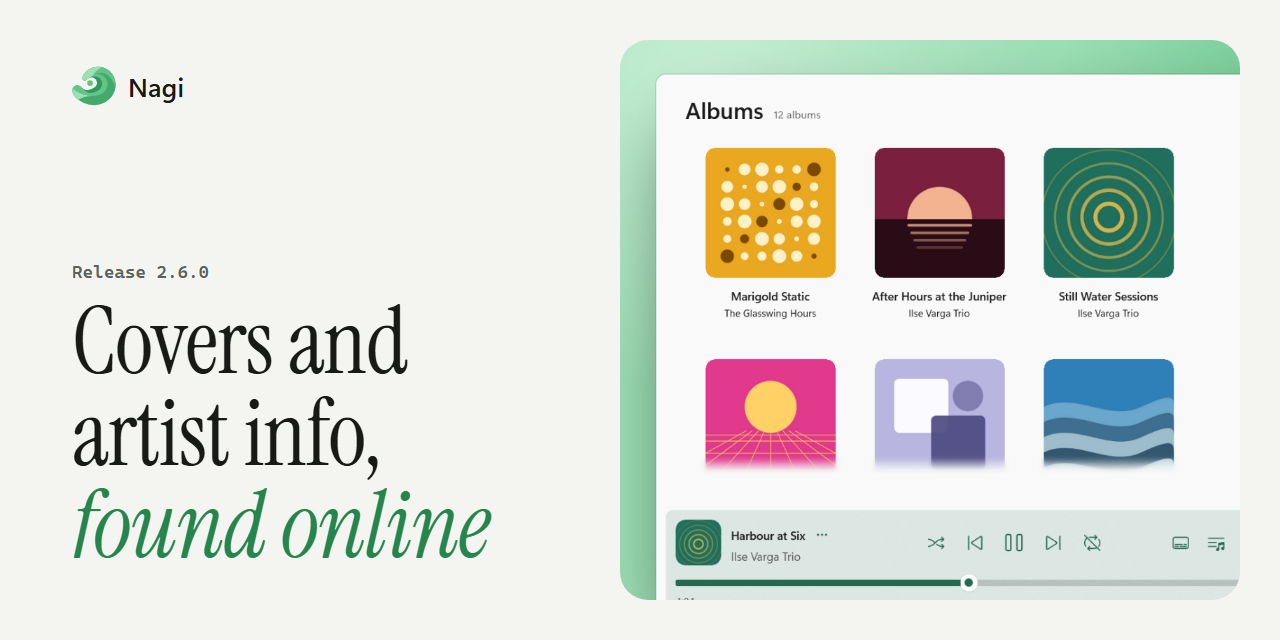 Nagi
Release 2.6.0
Covers and
artist info,
found online
Albums 12 albums
Marigold Static
The Glasswing Hours
After Hours at the Juniper
Ilse Varga Trio
Still Water Sessions
Ilse Varga Trio
Harbour at Six
Ilse Varga Trio